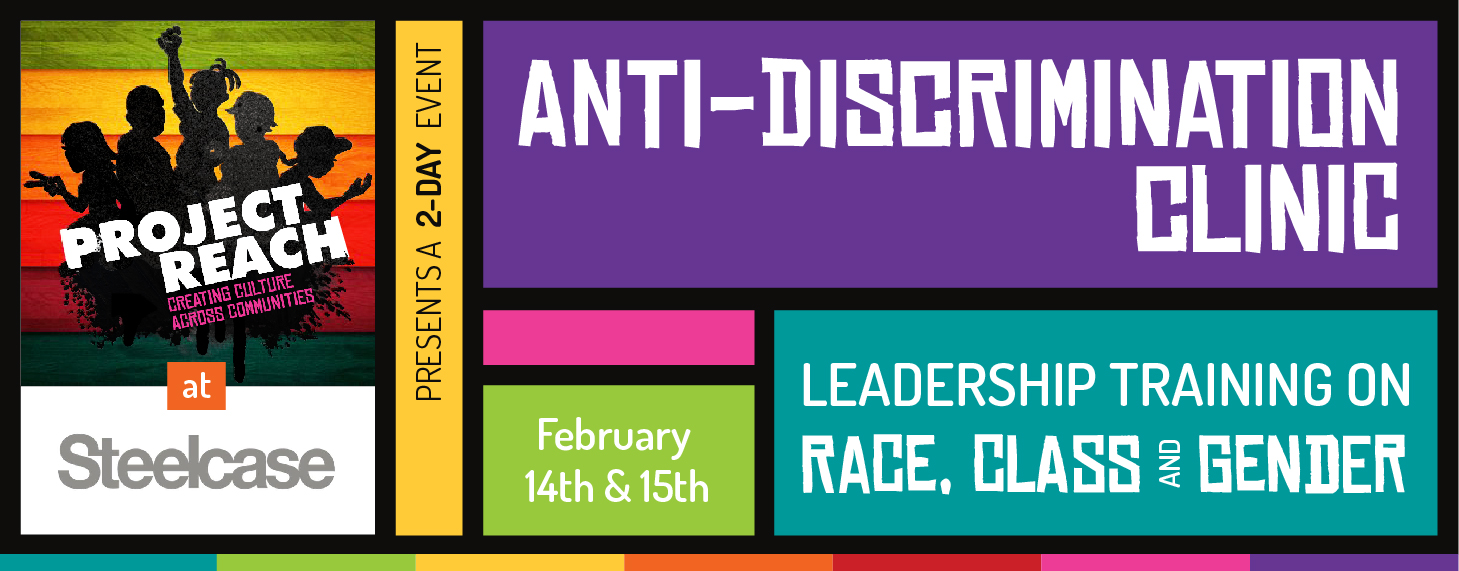 PROJECT
REACH
CREATING CULTURE
ACROSS COMMUNITIES
at
Steelcase
PRESENTS A 2-DAY EVENT
ANTI-DISCRIMINATION
CLINIC
February
14th & 15th
LEADERSHIP TRAINING ON
RACE, CLASS AND GENDER